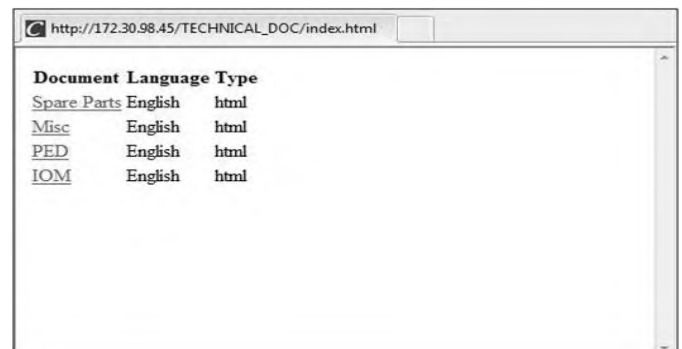 http://172.30.98.45/TECHNICAL_DOC/index.html
Document Language Type
Spare Parts English html
Misc English html
PED English html
IOM English html